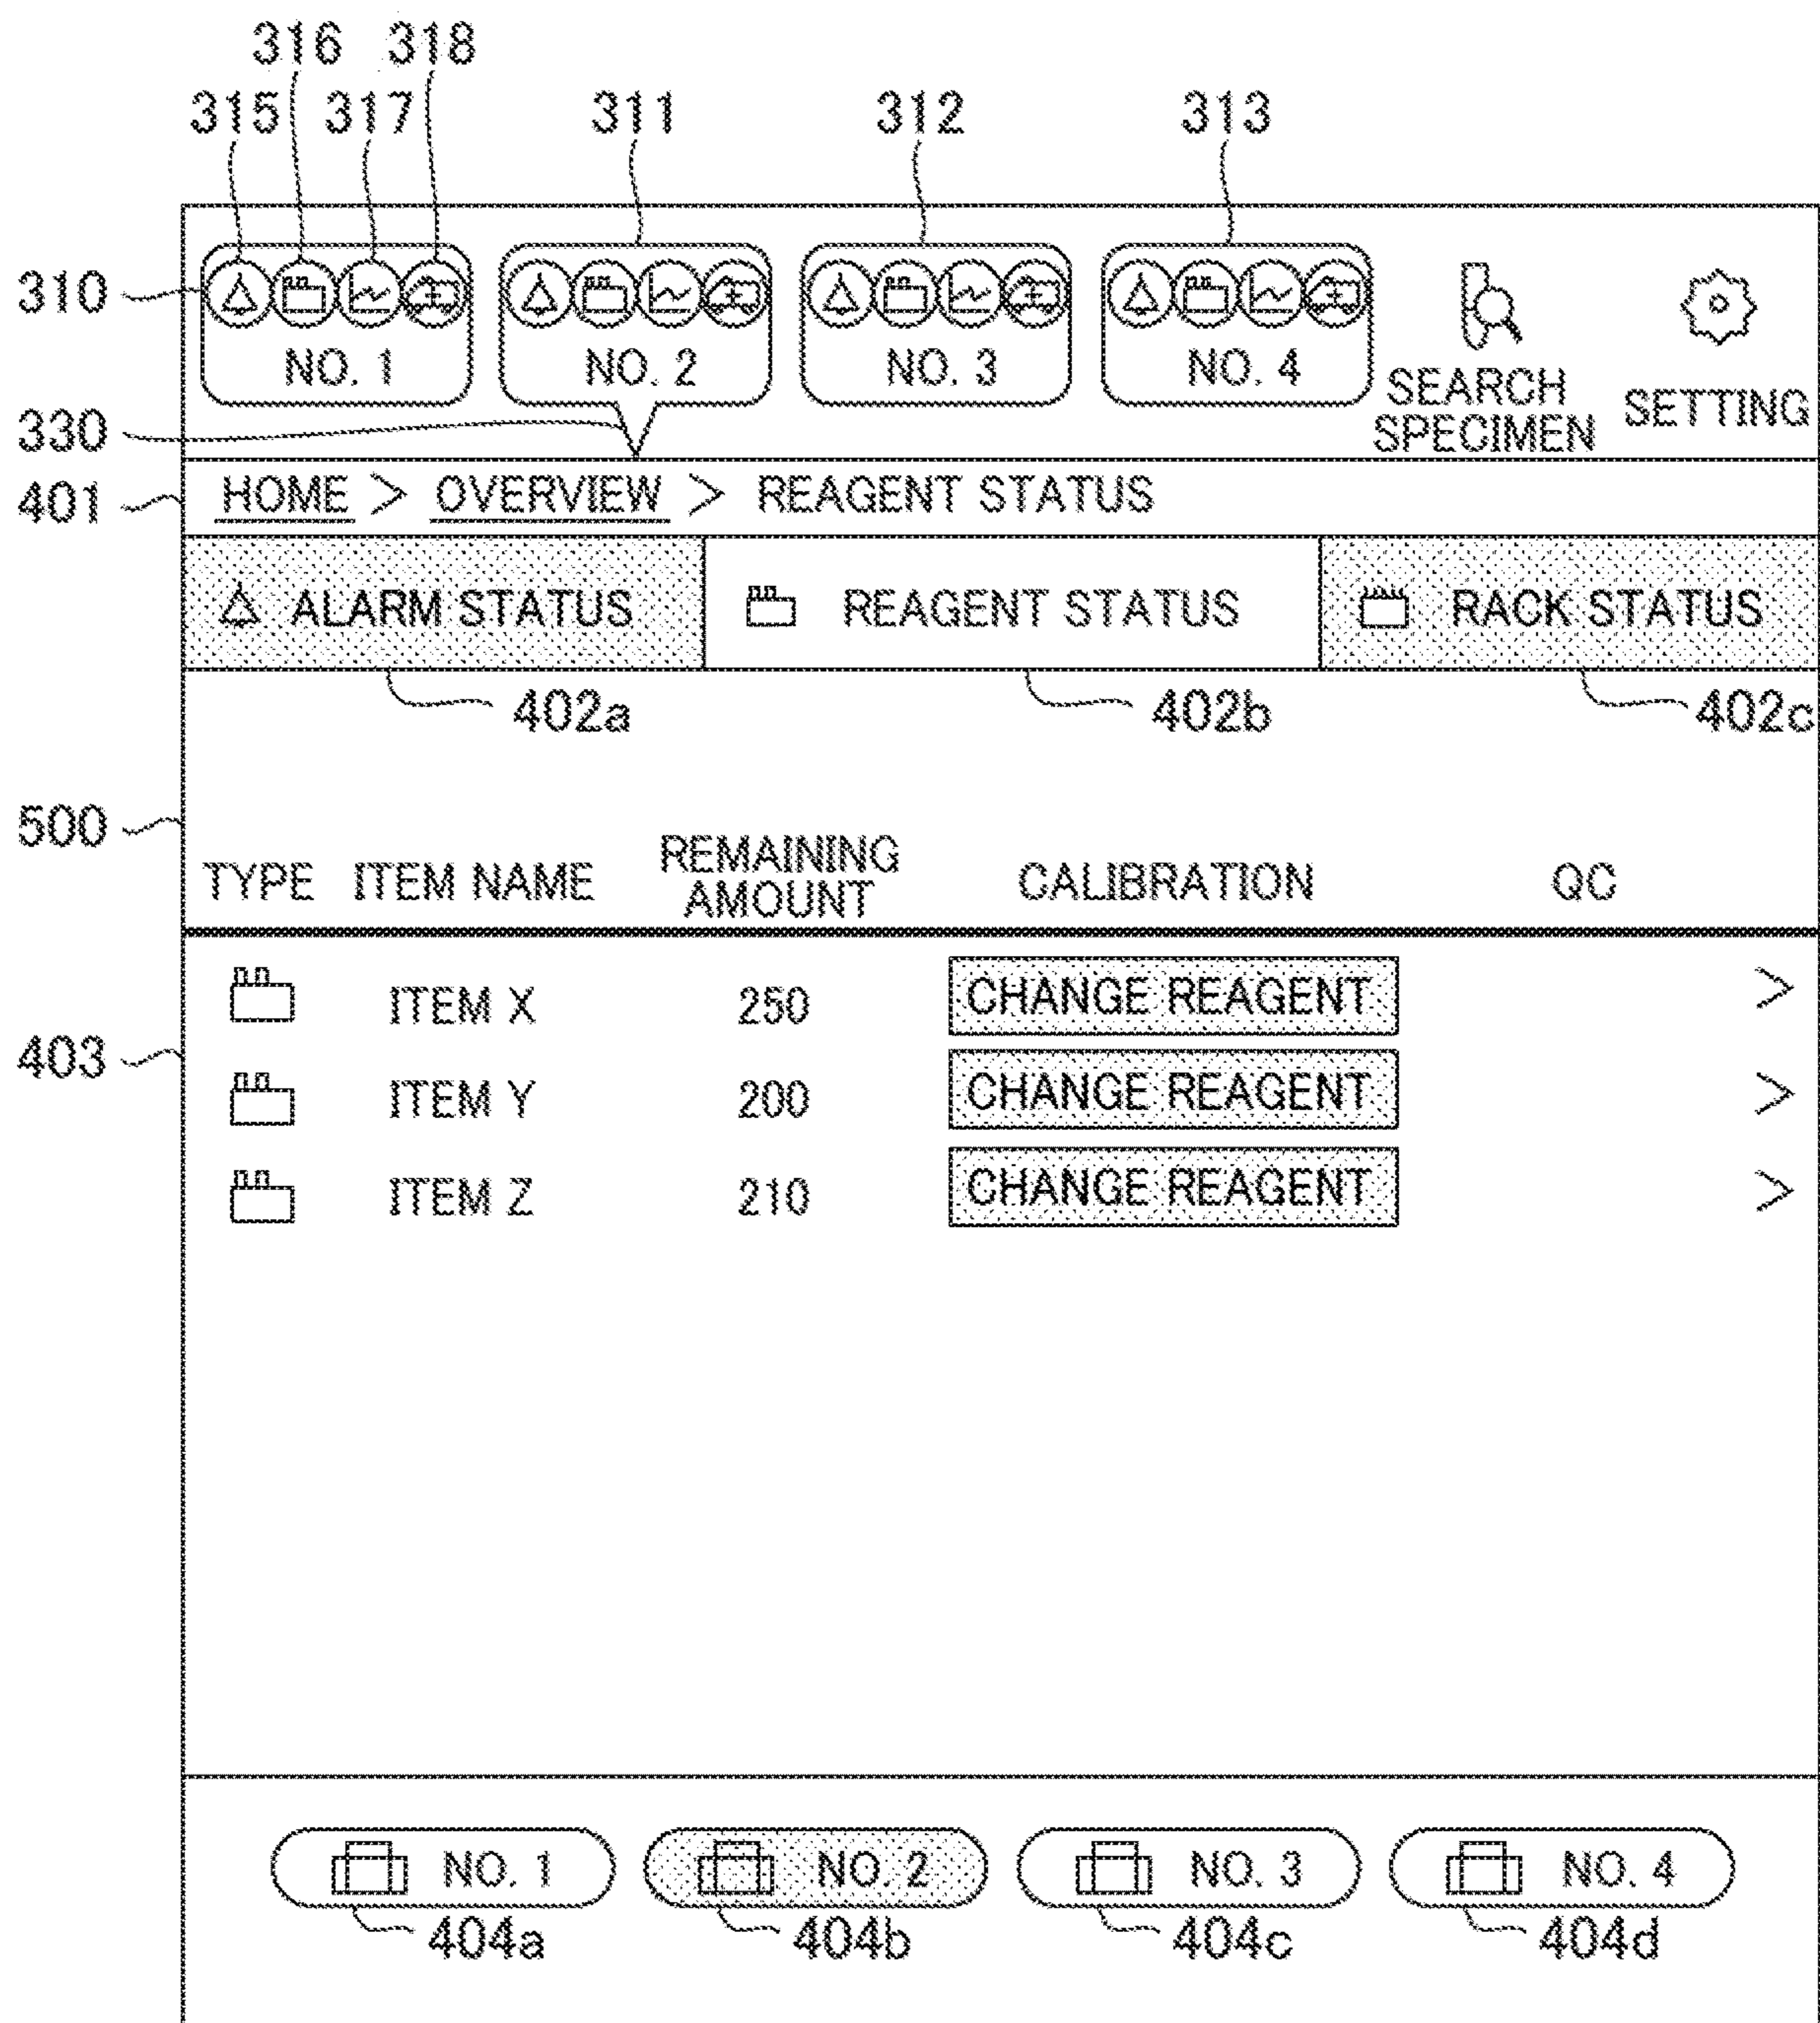 316 318
315 317 311 312 313
310
NO. 1 NO. 2 NO. 3 NO. 4
SEARCH
SPECIMEN
SETTING
330
401 HOME > OVERVIEW > REAGENT STATUS
ALARM STATUS REAGENT STATUS RACK STATUS
402a 402b 402c
500
TYPE ITEM NAME REMAINING
AMOUNT CALIBRATION QC
ITEM X 250 CHANGE REAGENT >
403
ITEM Y 200 CHANGE REAGENT >
ITEM Z 210 CHANGE REAGENT >
NO. 1 NO. 2 NO. 3 NO. 4
404a 404b 404c 404d